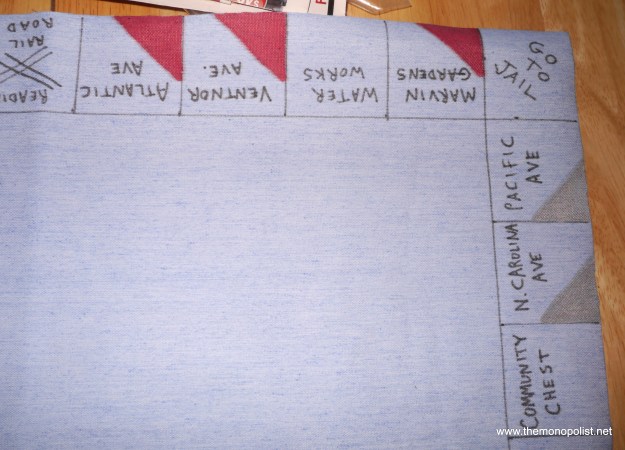 READI
RAIL
ROAD
ATLANTIC
AVE
VENTNOR
AVE.
WATER
WORKS
MARVIN
GARDENS
GO TO
JAIL
PACIFIC
AVE
N. CAROLINA
AVE
COMMUNITY
CHEST
www.themonopolist.net